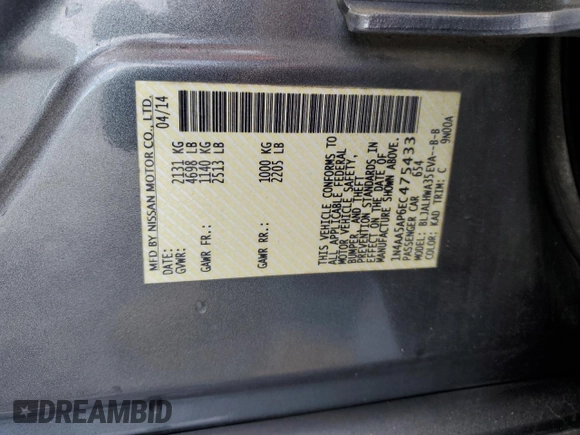 MFD BY NISSAN MOTOR CO., LTD.
DATE: 04/14
GVWR: 2131 KG
4698 LB
GAWR FR: 1140 KG
2513 LB
GAWR RR: 1000 KG
2205 LB
THIS VEHICLE CONFORMS TO
ALL APPLICABLE FEDERAL
MOTOR VEHICLE SAFETY,
BUMPER, AND THEFT
PREVENTION STANDARDS IN
EFFECT ON THE DATE OF
MANUFACTURE SHOWN ABOVE.
1N4AA5AP6EC475433
PASSENGER CAR 654
MODEL: BLJALHWA35EVA--B-B
COLOR: KAD TRIM: C 9N00A
DREAMBID